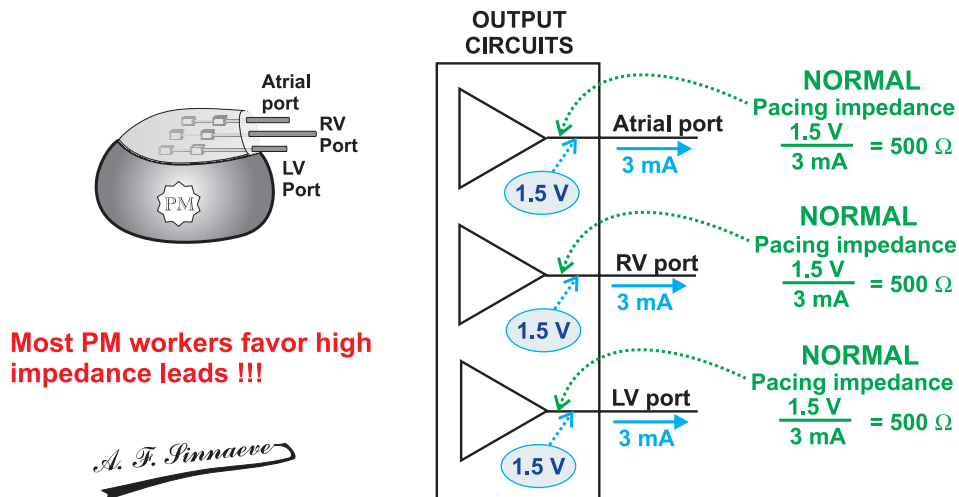 OUTPUT
CIRCUITS
Atrial
port
RV
Port
LV
Port
PM
Atrial port
3 mA
1.5 V
NORMAL
Pacing impedance
1.5 V
3 mA
= 500 Ω
RV port
3 mA
1.5 V
NORMAL
Pacing impedance
1.5 V
3 mA
= 500 Ω
LV port
3 mA
1.5 V
NORMAL
Pacing impedance
1.5 V
3 mA
= 500 Ω
Most PM workers favor high
impedance leads !!!
A. F. Sinnaeve